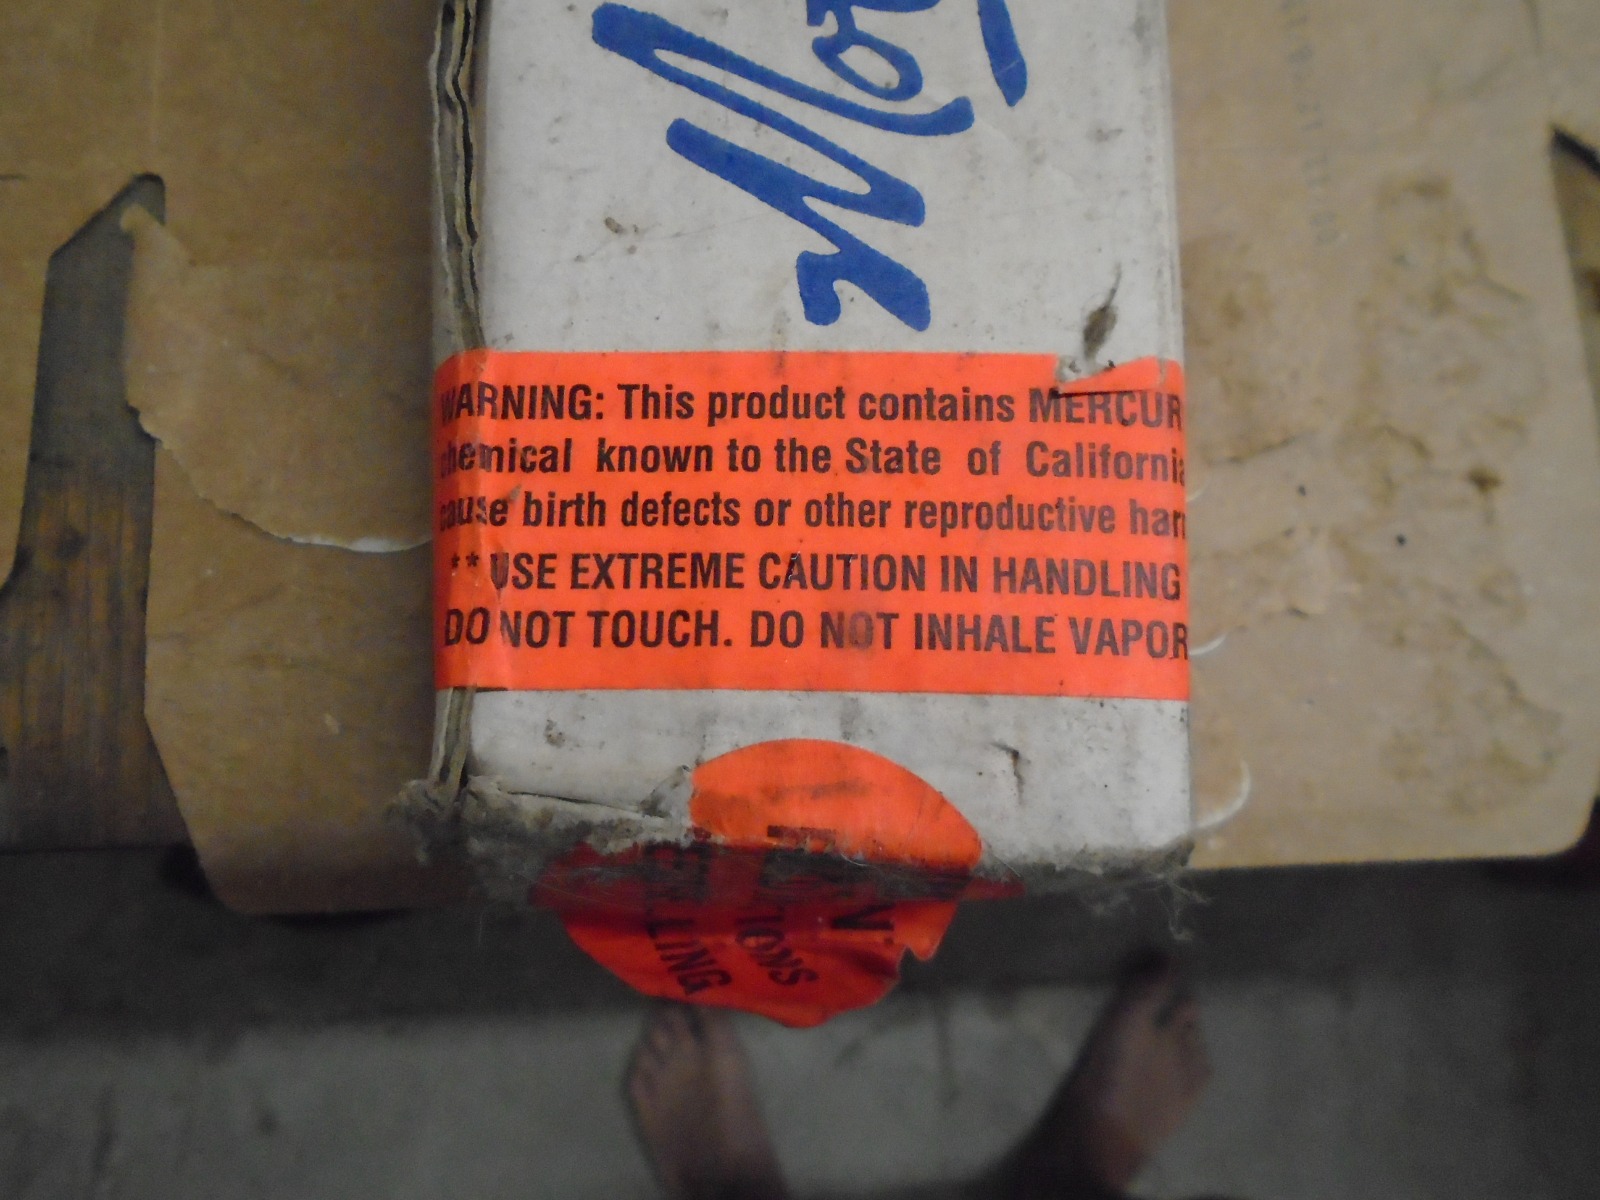 WARNING: This product contains MERCUR
chemical known to the State of California
cause birth defects or other reproductive har
** USE EXTREME CAUTION IN HANDLING
DO NOT TOUCH. DO NOT INHALE VAPOR